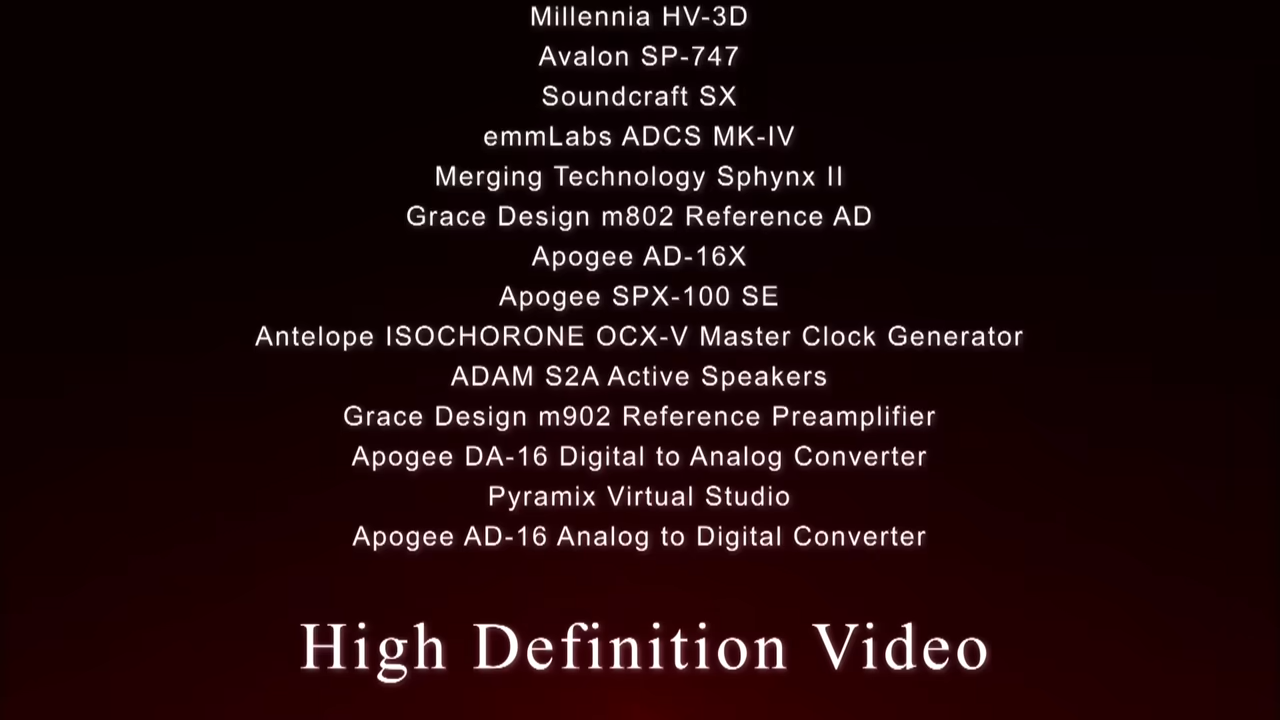 Millennia HV-3D
Avalon SP-747
Soundcraft SX
emmLabs ADCS MK-IV
Merging Technology Sphynx II
Grace Design m802 Reference AD
Apogee AD-16X
Apogee SPX-100 SE
Antelope ISOCHORONE OCX-V Master Clock Generator
ADAM S2A Active Speakers
Grace Design m902 Reference Preamplifier
Apogee DA-16 Digital to Analog Converter
Pyramix Virtual Studio
Apogee AD-16 Analog to Digital Converter
High Definition Video